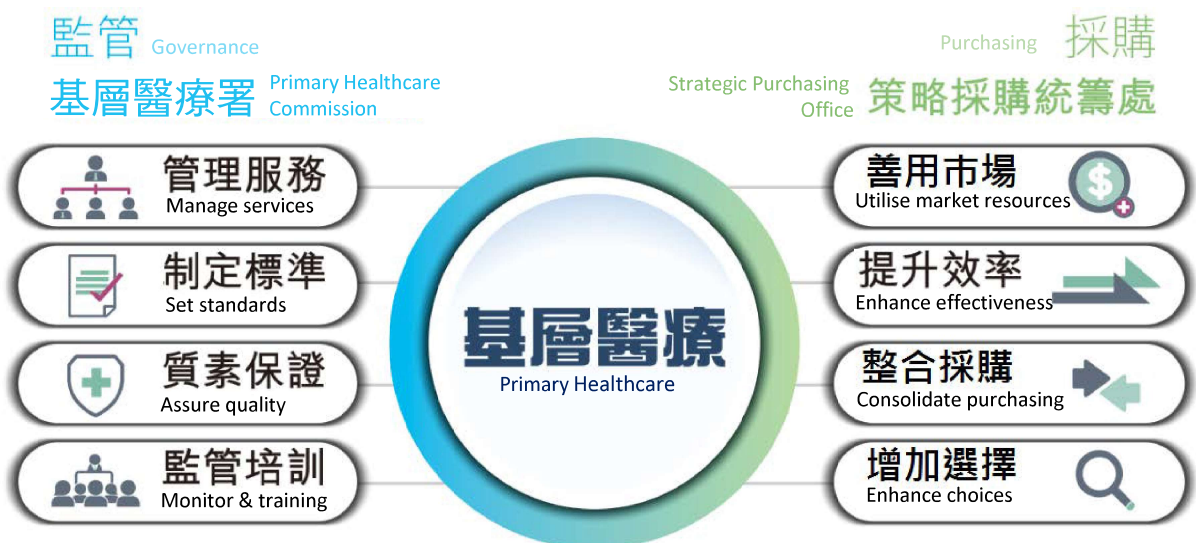 監管 Governance
基層醫療署 Primary Healthcare
Commission
Purchasing 採購
Strategic Purchasing
Office 策略採購統籌處
管理服務
Manage services
制定標準
Set standards
質素保證
Assure quality
監管培訓
Monitor & training
基層醫療
Primary Healthcare
善用市場
Utilise market resources
$
提升效率
Enhance effectiveness
整合採購
Consolidate purchasing
增加選擇
Enhance choices